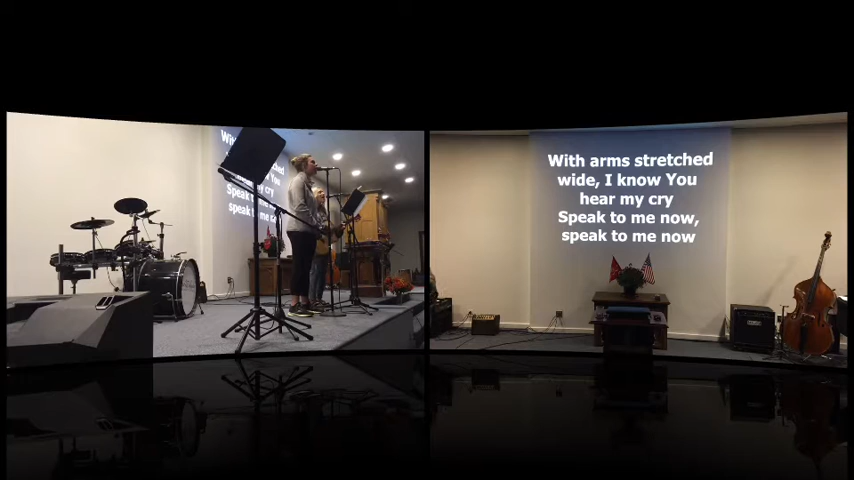 With arms stretched
wide, I know You
hear my cry
Speak to me now,
speak to me now